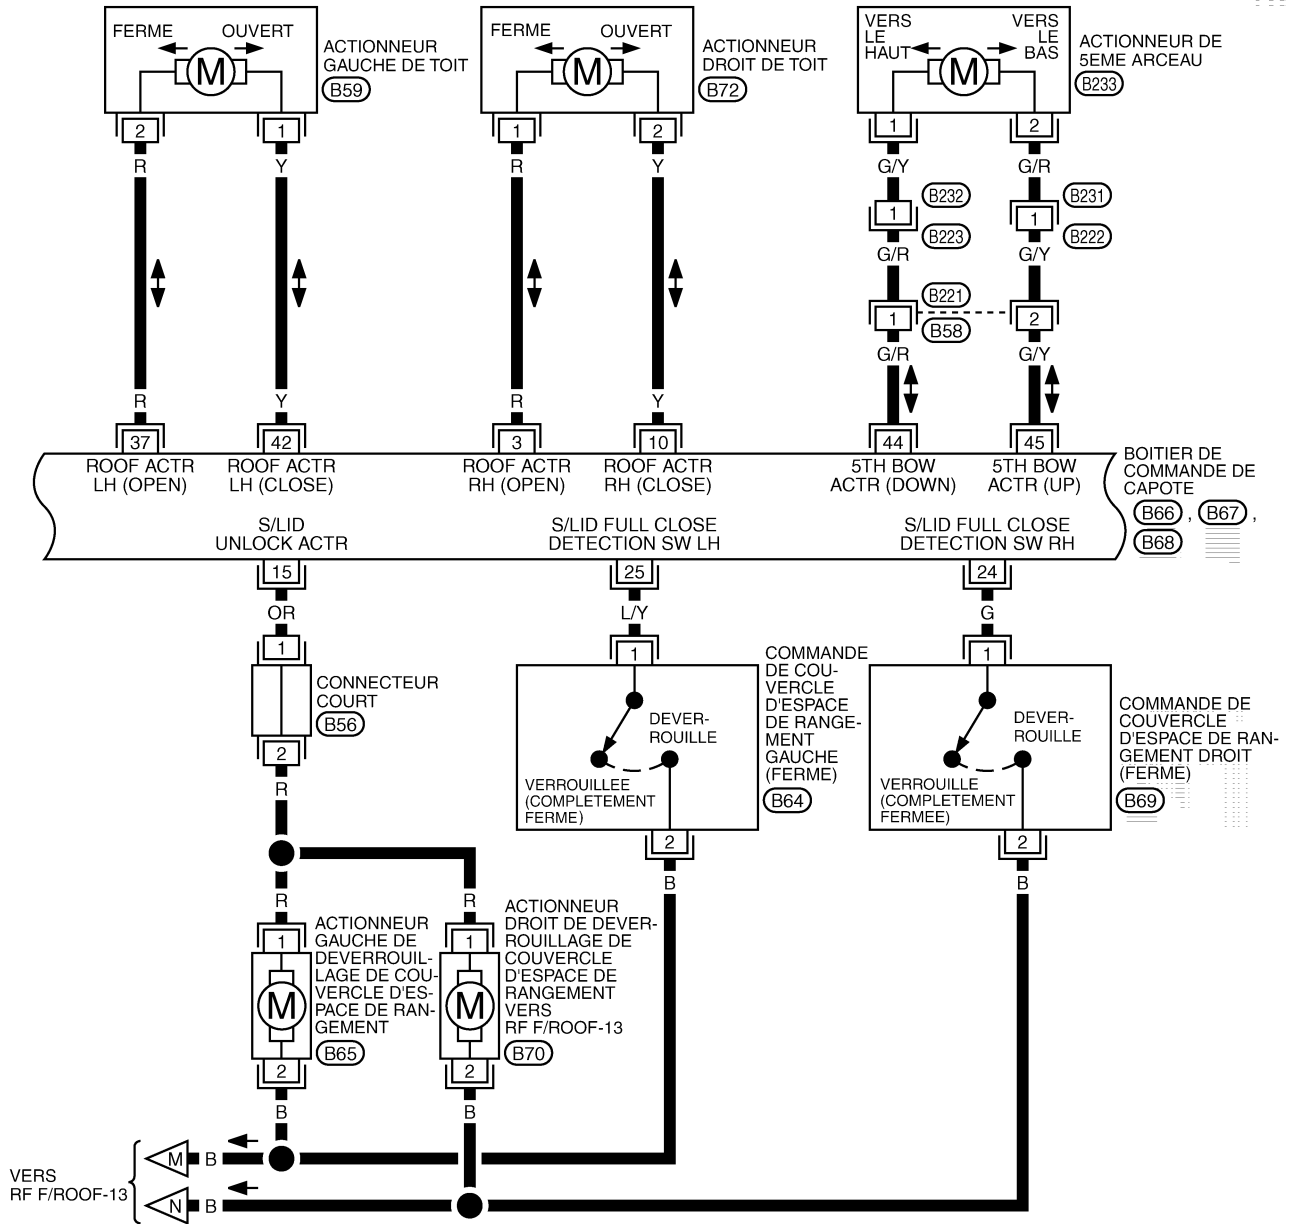 FERME
OUVERT
M
ACTIONNEUR
GAUCHE DE TOIT
B59
FERME
OUVERT
M
ACTIONNEUR
DROIT DE TOIT
B72
VERS
LE
HAUT
VERS
LE
BAS
M
ACTIONNEUR DE
5EME ARCEAU
B233
2 1 1 2 1 2
R Y R Y G/Y G/R
B232
B231
1 1
B223
B222
G/R G/Y
B221
1 2
B58
G/R G/Y
R Y R Y
37 42 3 10 44 45
ROOF ACTR
LH (OPEN)
ROOF ACTR
LH (CLOSE)
ROOF ACTR
RH (OPEN)
ROOF ACTR
RH (CLOSE)
5TH BOW
ACTR (DOWN)
5TH BOW
ACTR (UP)
BOITIER DE
COMMANDE DE
CAPOTE
B66 , B67 ,
B68
S/LID
UNLOCK ACTR
S/LID FULL CLOSE
DETECTION SW LH
S/LID FULL CLOSE
DETECTION SW RH
15 25 24
OR L/Y G
1 1 1
CONNECTEUR
COURT
B56
2
R
DEVER-
ROUILLE
VERROUILLEE
(COMPLETEMENT
FERME)
COMMANDE
DE COU-
VERCLE
D'ESPACE
DE RANGE-
MENT
GAUCHE
(FERME)
B64
DEVER-
ROUILLE
VERROUILLE
(COMPLETEMENT
FERMEE)
COMMANDE DE
COUVERCLE
D'ESPACE DE RAN-
GEMENT DROIT
(FERME)
B69
2 2
B B
R R
1 1
M
ACTIONNEUR
GAUCHE DE
DEVERROUIL-
LAGE DE COU-
VERCLE D'ES-
PACE DE RAN-
GEMENT
B65
M
ACTIONNEUR
DROIT DE DEVER-
ROUILLAGE DE
COUVERCLE
D'ESPACE DE
RANGEMENT
VERS
RF F/ROOF-13
B70
2 2
B B
M B
N B
VERS
RF F/ROOF-13